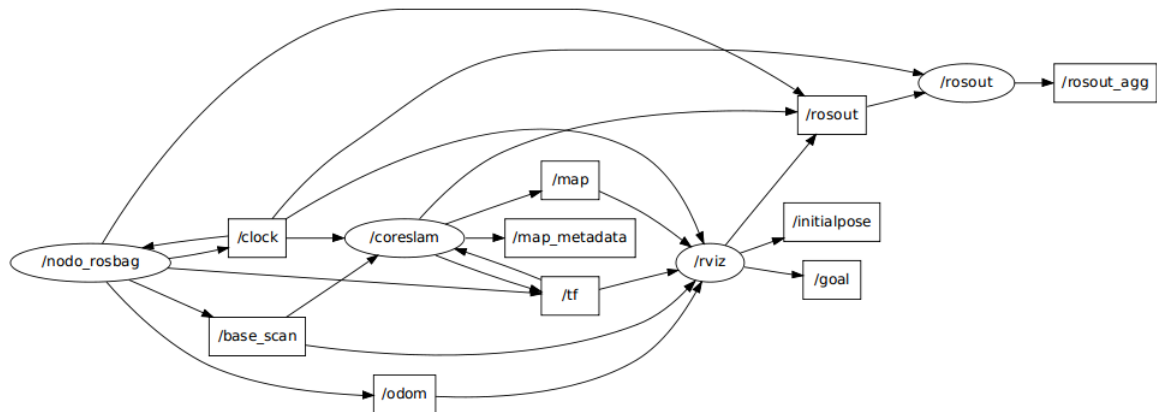 /rosout
/rosout_agg
/rosout
/map
/initialpose
/clock
/coreslam
/map_metadata
/nodo_rosbag
/rviz
/goal
/tf
/base_scan
/odom